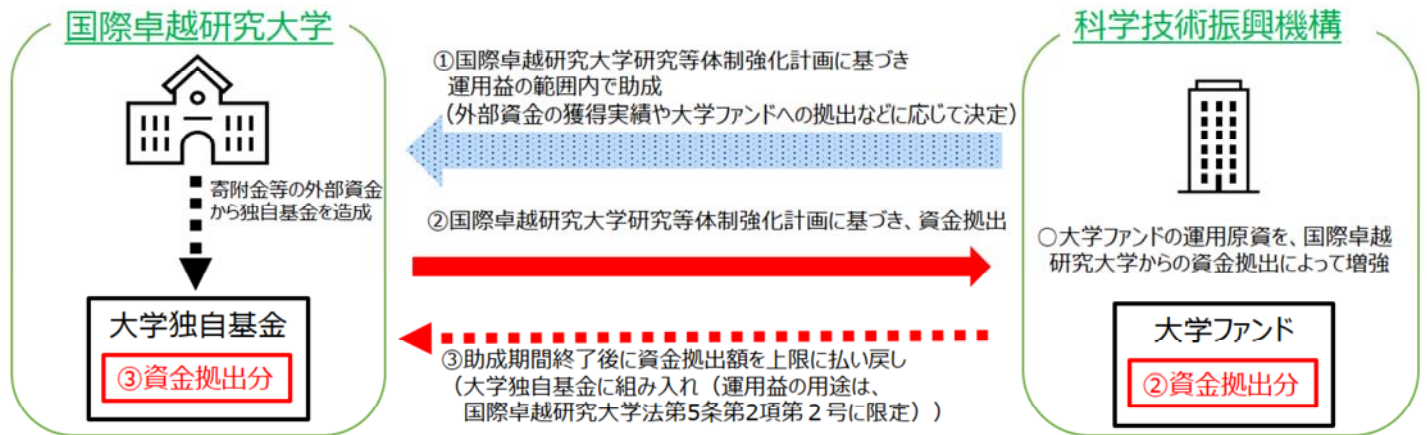 国際卓越研究大学
寄附金等の外部資金
から独自基金を造成
大学独自基金
③資金拠出分
①国際卓越研究大学研究等体制強化計画に基づき
運用益の範囲内で助成
（外部資金の獲得実績や大学ファンドへの拠出などに応じて決定）
②国際卓越研究大学研究等体制強化計画に基づき、資金拠出
③助成期間終了後に資金拠出額を上限に払い戻し
（大学独自基金に組み入れ（運用益の用途は、
国際卓越研究大学法第5条第2項第２号に限定））
科学技術振興機構
○大学ファンドの運用原資を、国際卓越
研究大学からの資金拠出によって増強
大学ファンド
②資金拠出分